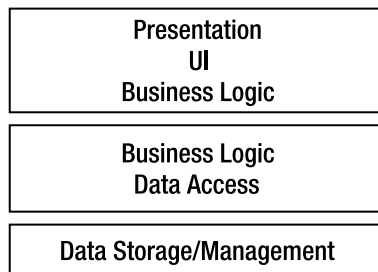 Presentation
UI
Business Logic
Business Logic
Data Access
Data Storage/Management